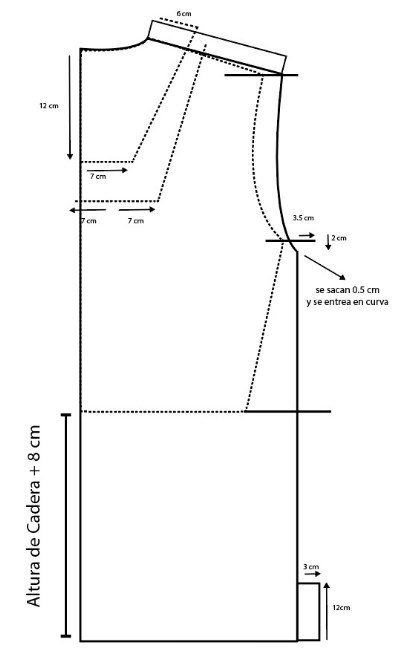 6 cm
12 cm
7 cm
7 cm
7 cm
3.5 cm
2 cm
se sacan 0.5 cm
y se entrea en curva
Altura de Cadera + 8 cm
3 cm
12cm